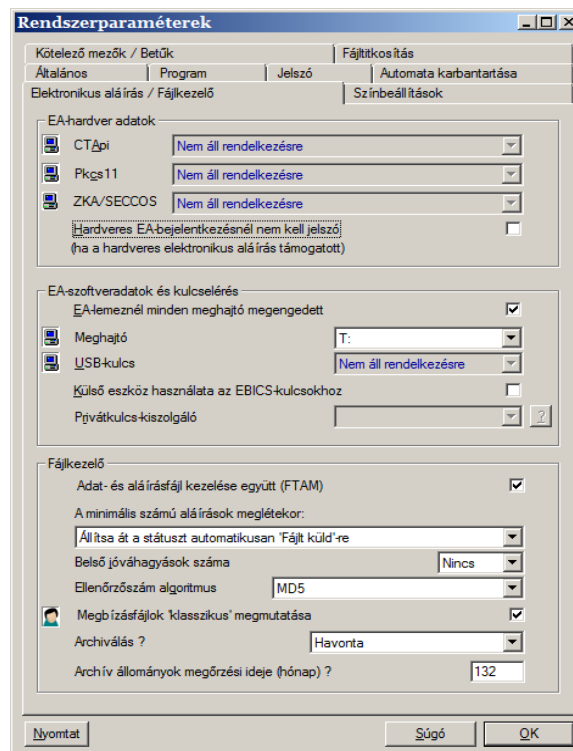 Rendszerparaméterek
Kötelező mezők / Betűk Fájltitkosítás
Általános Program Jelszó Automata karbantartása
Elektronikus aláírás / Fájlkezelő Színbeállítások
EA-hardver adatok
CTApi Nem áll rendelkezésre
Pkcs11 Nem áll rendelkezésre
ZKA/SECCOS Nem áll rendelkezésre
Hardveres EA-bejelentkezésnél nem kell jelszó
(ha a hardveres elektronikus aláírás támogatott)
EA-szoftveradatok és kulcselérés
EA-lemeznél minden meghajtó megengedett
Meghajtó T:
USB-kulcs Nem áll rendelkezésre
Külső eszköz használata az EBICS-kulcsokhoz
Privátkulcs-kiszolgáló ?
Fájlkezelő
Adat- és aláírásfájl kezelése együtt (FTAM)
A minimális számú aláírások meglétekor:
Állítsa át a státuszt automatikusan 'Fájlt küld'-re
Belső jóváhagyások száma Nincs
Ellenőrzőszám algoritmus MD5
Megbízásfájlok 'klasszikus' megmutatása
Archiválás ? Havonta
Archív állományok megőrzési ideje (hónap) ? 132
Nyomtat Súgó OK